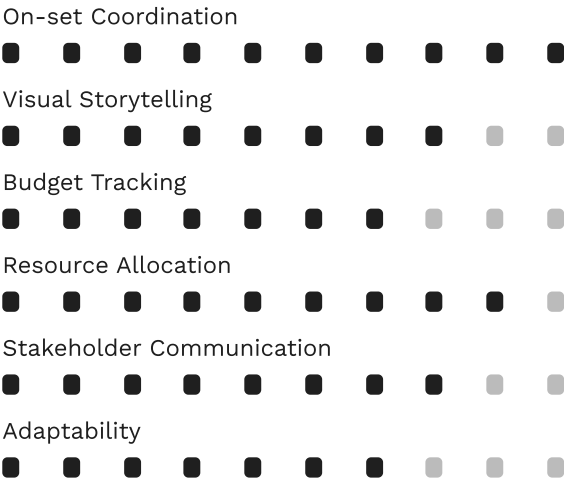 On-set Coordination
Visual Storytelling
Budget Tracking
Resource Allocation
Stakeholder Communication
Adaptability